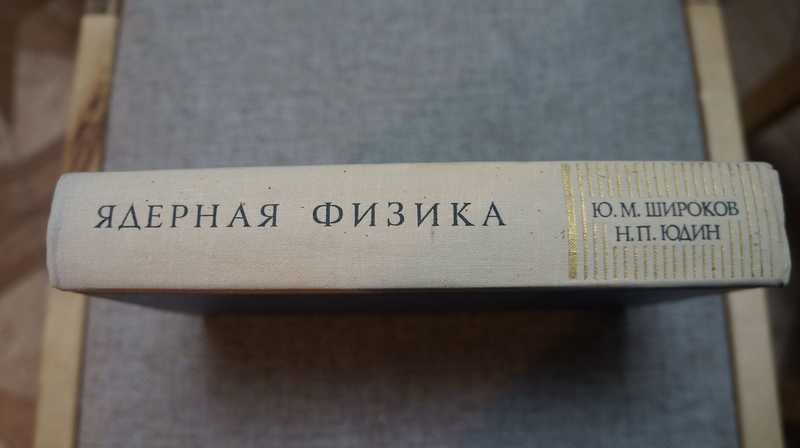 ЯДЕРНАЯ ФИЗИКА
Ю. М. ШИРОКОВ
Н. П. ЮДИН